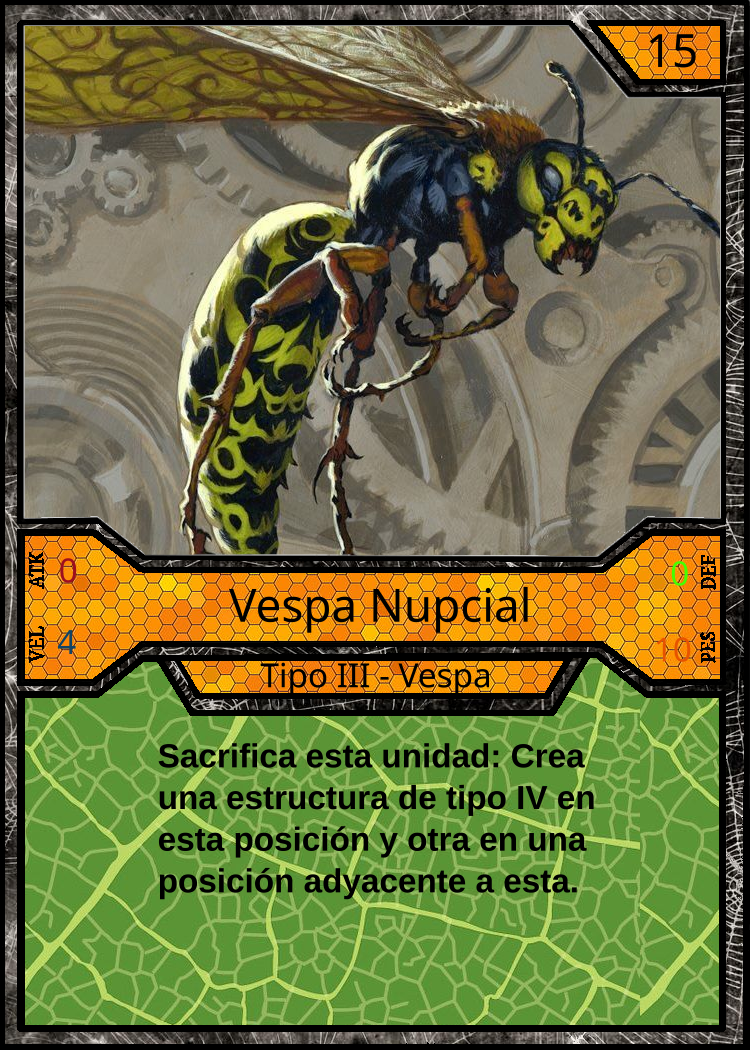 15
ATK 0
0 DEF
Vespa Nupcial
VEL 4
10 PES
Tipo III - Vespa
Sacrifica esta unidad: Crea
una estructura de tipo IV en
esta posición y otra en una
posición adyacente a esta.